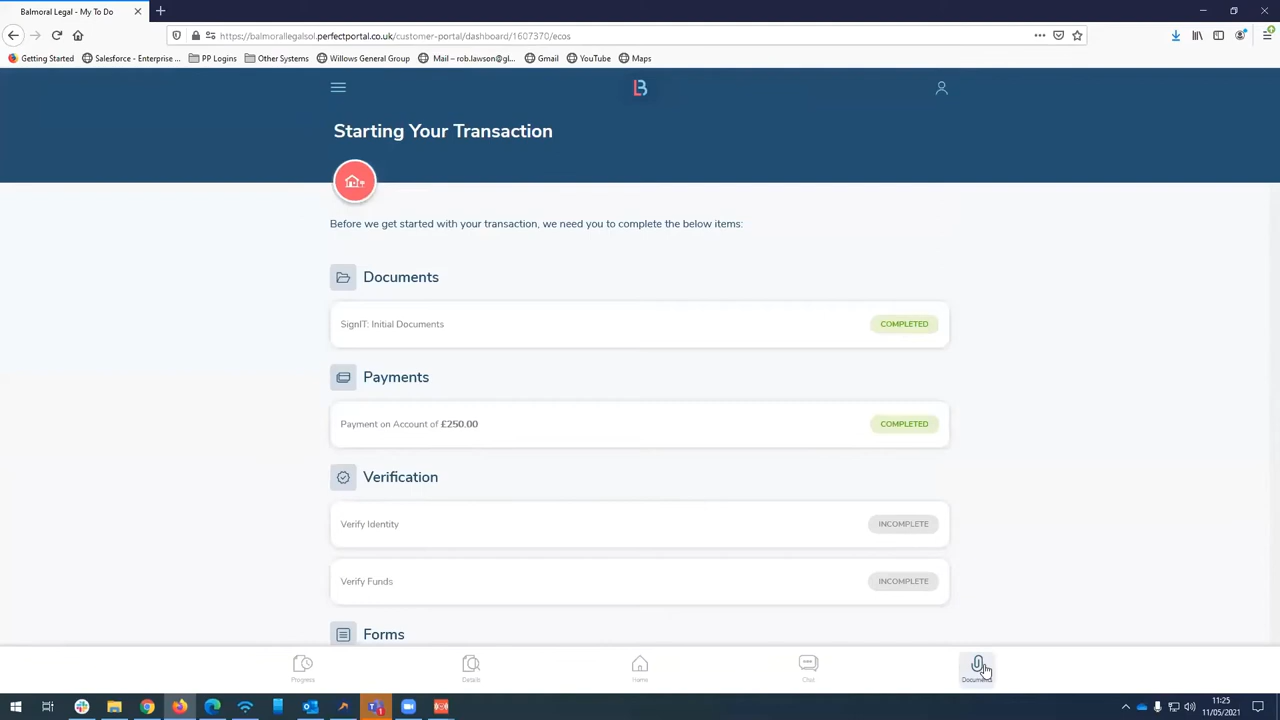 Balmoral Legal - My To Do
https://balmorallegalsol.perfectportal.co.uk/customer-portal/dashboard/1607370/ecos
Getting Started
Salesforce - Enterprise ...
PP Logins
Other Systems
Willows General Group
Mail – rob.lawson@gl...
Gmail
YouTube
Maps
LB
Starting Your Transaction
Before we get started with your transaction, we need you to complete the below items:
Documents
SignIT: Initial Documents
COMPLETED
Payments
Payment on Account of £250.00
COMPLETED
Verification
Verify Identity
INCOMPLETE
Verify Funds
INCOMPLETE
Forms
Progress
Details
Home
Chat
Documents
11:25
11/05/2021